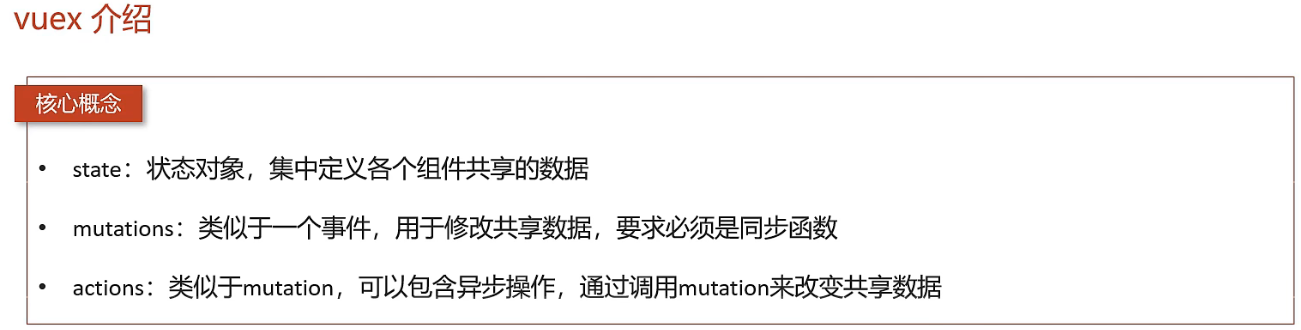 vuex 介绍
核心概念
• state：状态对象，集中定义各个组件共享的数据
• mutations：类似于一个事件，用于修改共享数据，要求必须是同步函数
• actions：类似于mutation，可以包含异步操作，通过调用mutation来改变共享数据